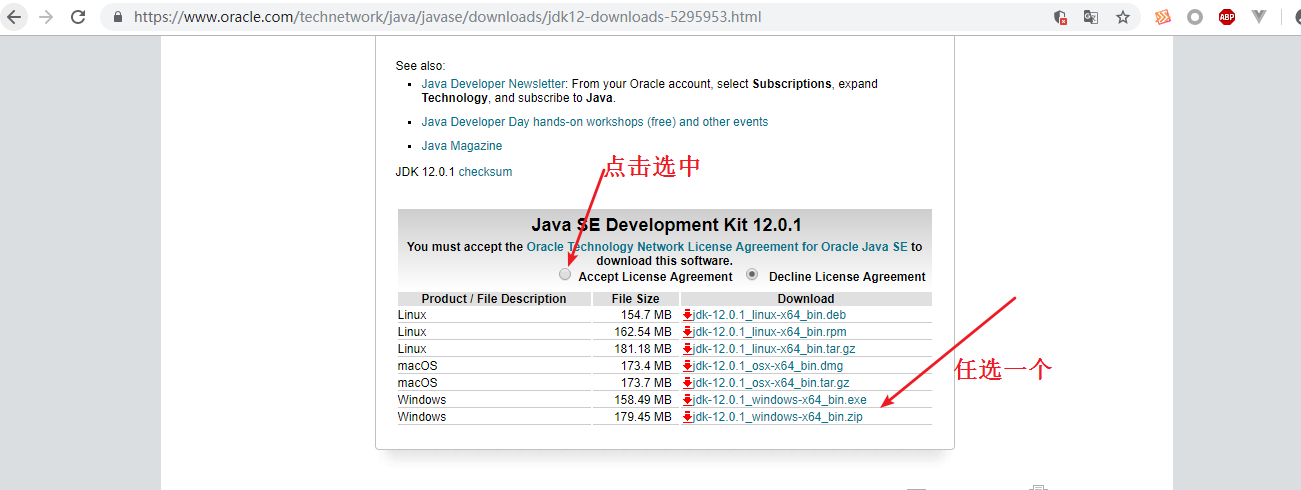 https://www.oracle.com/technetwork/java/javase/downloads/jdk12-downloads-5295953.html
ABP
See also:
Java Developer Newsletter: From your Oracle account, select Subscriptions, expand
Technology, and subscribe to Java.
Java Developer Day hands-on workshops (free) and other events
Java Magazine
JDK 12.0.1 checksum
点击选中
Java SE Development Kit 12.0.1
You must accept the Oracle Technology Network License Agreement for Oracle Java SE to
download this software.
Accept License Agreement Decline License Agreement
Product / File Description File Size Download
Linux 154.7 MB jdk-12.0.1_linux-x64_bin.deb
Linux 162.54 MB jdk-12.0.1_linux-x64_bin.rpm
Linux 181.18 MB jdk-12.0.1_linux-x64_bin.tar.gz
macOS 173.4 MB jdk-12.0.1_osx-x64_bin.dmg
macOS 173.7 MB jdk-12.0.1_osx-x64_bin.tar.gz
任选一个
Windows 158.49 MB jdk-12.0.1_windows-x64_bin.exe
Windows 179.45 MB jdk-12.0.1_windows-x64_bin.zip